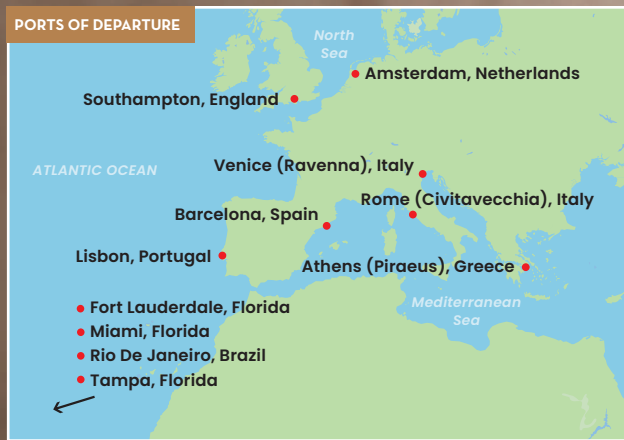 PORTS OF DEPARTURE
North
Sea
Amsterdam, Netherlands
Southampton, England
ATLANTIC OCEAN
Venice (Ravenna), Italy
Rome (Civitavecchia), Italy
Barcelona, Spain
Lisbon, Portugal
Athens (Piraeus), Greece
Mediterranean
Sea
Fort Lauderdale, Florida
Miami, Florida
Rio De Janeiro, Brazil
Tampa, Florida